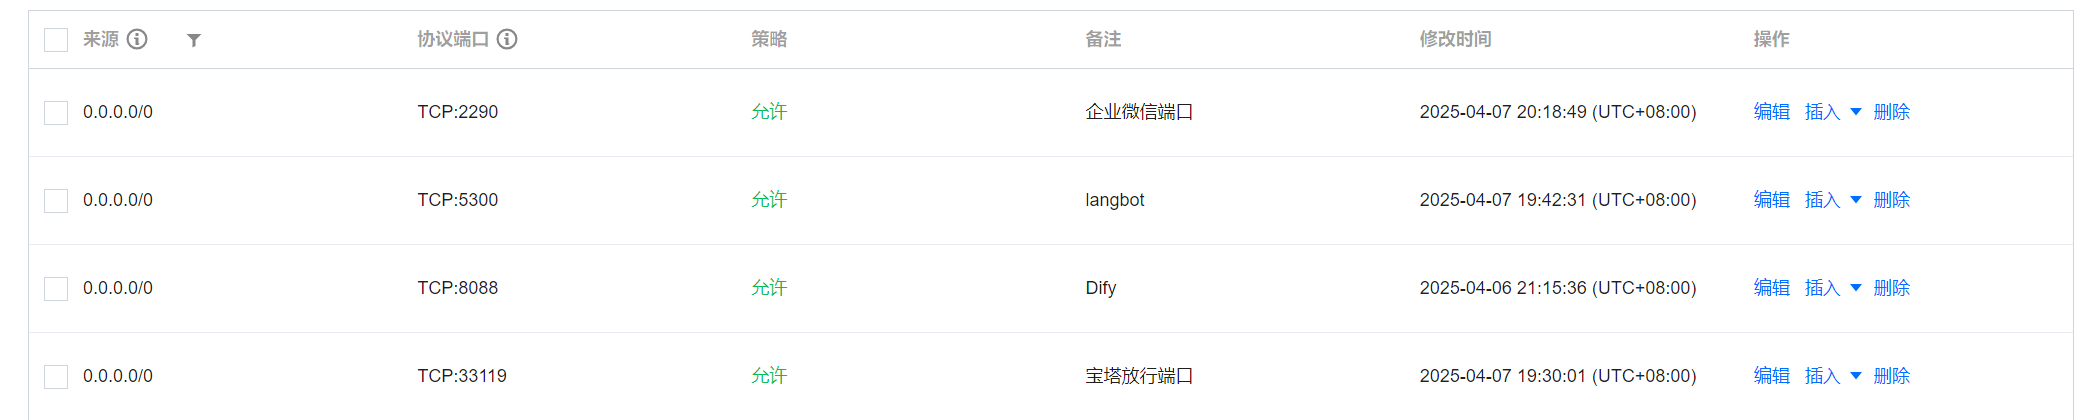 来源 协议端口 策略 备注 修改时间 操作
0.0.0.0/0 TCP:2290 允许 企业微信端口 2025-04-07 20:18:49 (UTC+08:00) 编辑 插入 删除
0.0.0.0/0 TCP:5300 允许 langbot 2025-04-07 19:42:31 (UTC+08:00) 编辑 插入 删除
0.0.0.0/0 TCP:8088 允许 Dify 2025-04-06 21:15:36 (UTC+08:00) 编辑 插入 删除
0.0.0.0/0 TCP:33119 允许 宝塔放行端口 2025-04-07 19:30:01 (UTC+08:00) 编辑 插入 删除